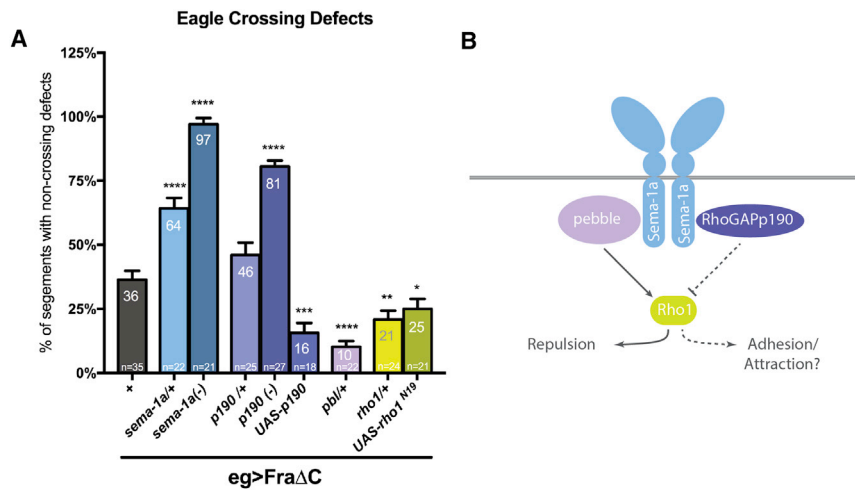 Eagle Crossing Defects
A
B
% of segements with non-crossing defects
125%
100%
75%
50%
25%
0%
36
n=35
****
64
n=22
****
97
n=21
46
n=25
****
81
n=27
***
16
n=18
****
10
n=22
**
21
n=24
*
25
n=21
+
sema-1a/+
sema-1a(-)
p190 /+
p190 (-)
UAS-p190
pbl/+
rho1/+
UAS-rho1 N19
eg>FraΔC
pebble
Sema-1a
Sema-1a
RhoGAPp190
Rho1
Repulsion
Adhesion/
Attraction?